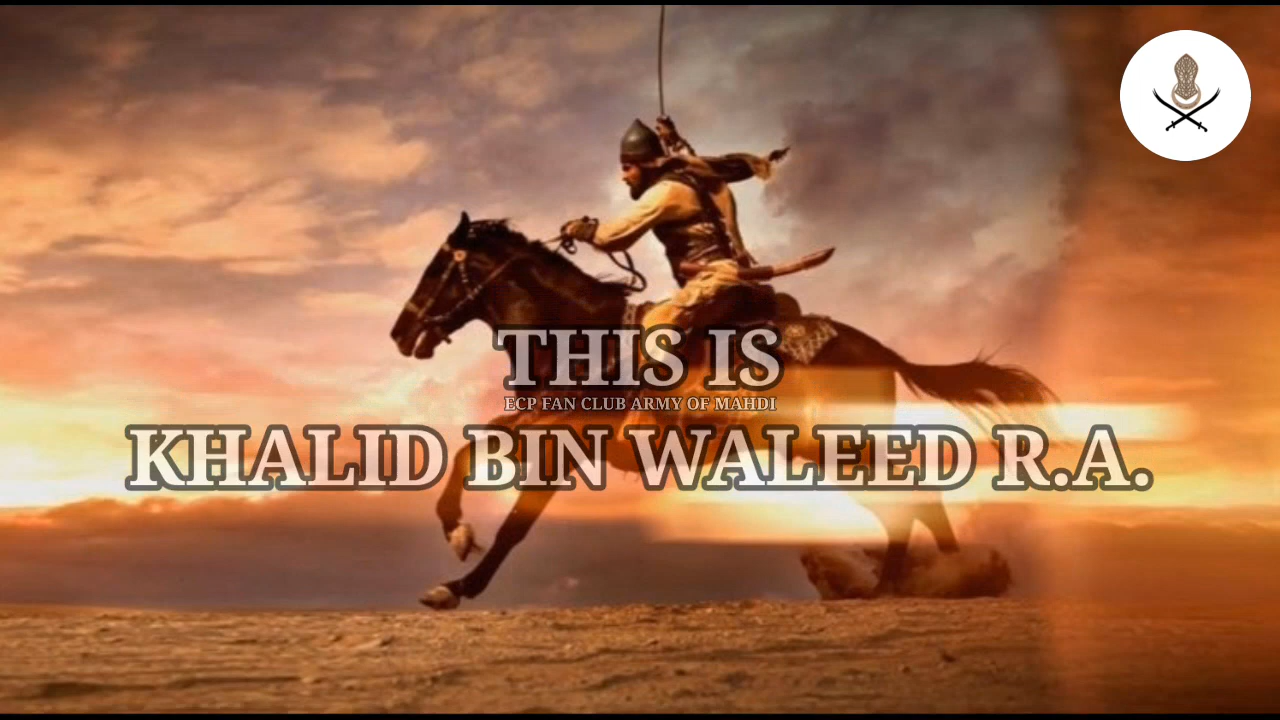 THIS IS
ECP FAN CLUB ARMY OF MAHDI
KHALID BIN WALEED R.A.